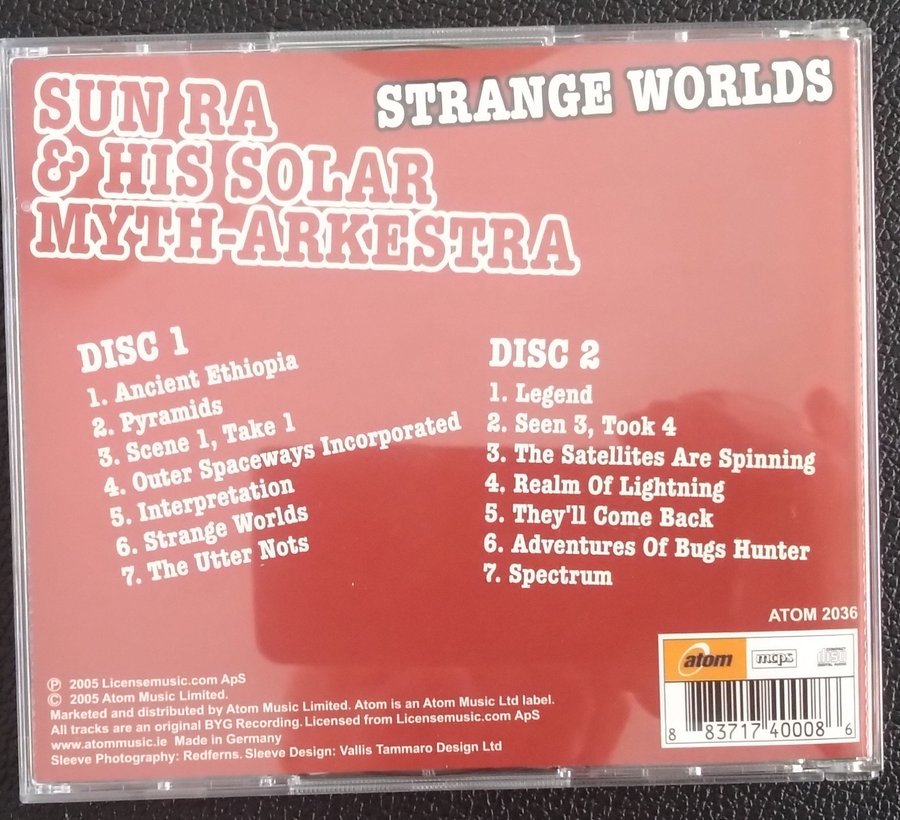 SUN RA
& HIS SOLAR
MYTH-ARKESTRA
STRANGE WORLDS
DISC 1
1. Ancient Ethiopia
2. Pyramids
3. Scene 1, Take 1
4. Outer Spaceways Incorporated
5. Interpretation
6. Strange Worlds
7. The Utter Nots
DISC 2
1. Legend
2. Seen 3, Took 4
3. The Satellites Are Spinning
4. Realm Of Lightning
5. They'll Come Back
6. Adventures Of Bugs Hunter
7. Spectrum
ATOM 2036
atom
mcps
COMPACT
disc
DIGITAL AUDIO
8 83717 40008 6
℗ 2005 Licensemusic.com ApS
© 2005 Atom Music Limited.
Marketed and distributed by Atom Music Limited. Atom is an Atom Music Ltd label.
All tracks are an original BYG Recording. Licensed from Licensemusic.com ApS
www.atommusic.ie Made in Germany
Sleeve Photography: Redferns. Sleeve Design: Vallis Tammaro Design Ltd